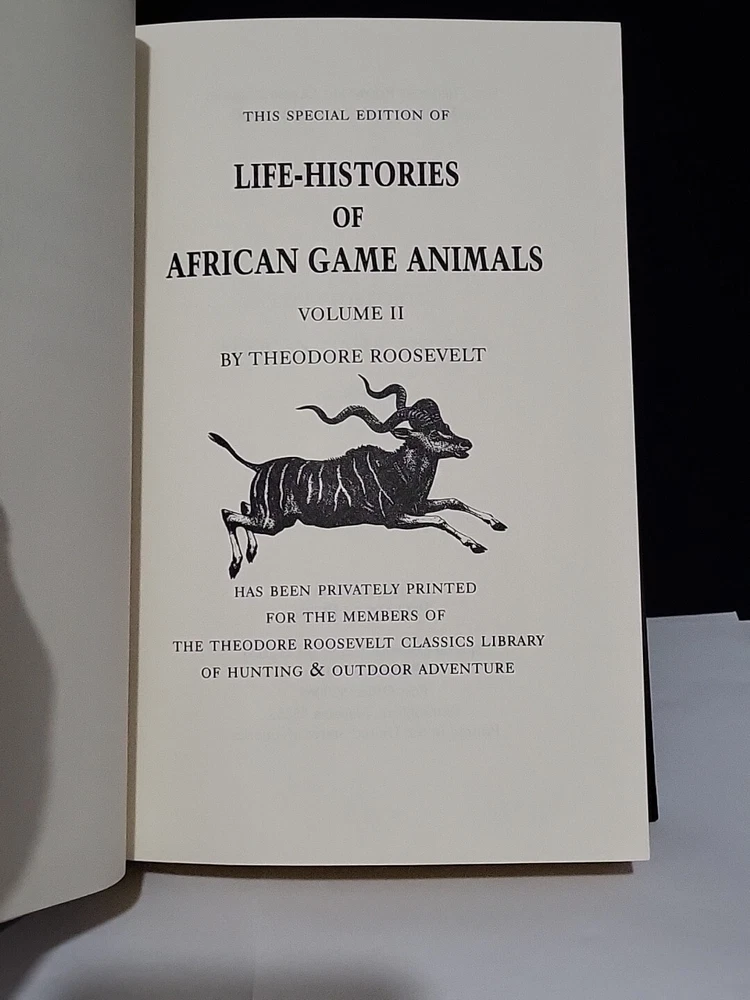 THIS SPECIAL EDITION OF
LIFE-HISTORIES
OF
AFRICAN GAME ANIMALS
VOLUME II
BY THEODORE ROOSEVELT
HAS BEEN PRIVATELY PRINTED
FOR THE MEMBERS OF
THE THEODORE ROOSEVELT CLASSICS LIBRARY
OF HUNTING & OUTDOOR ADVENTURE